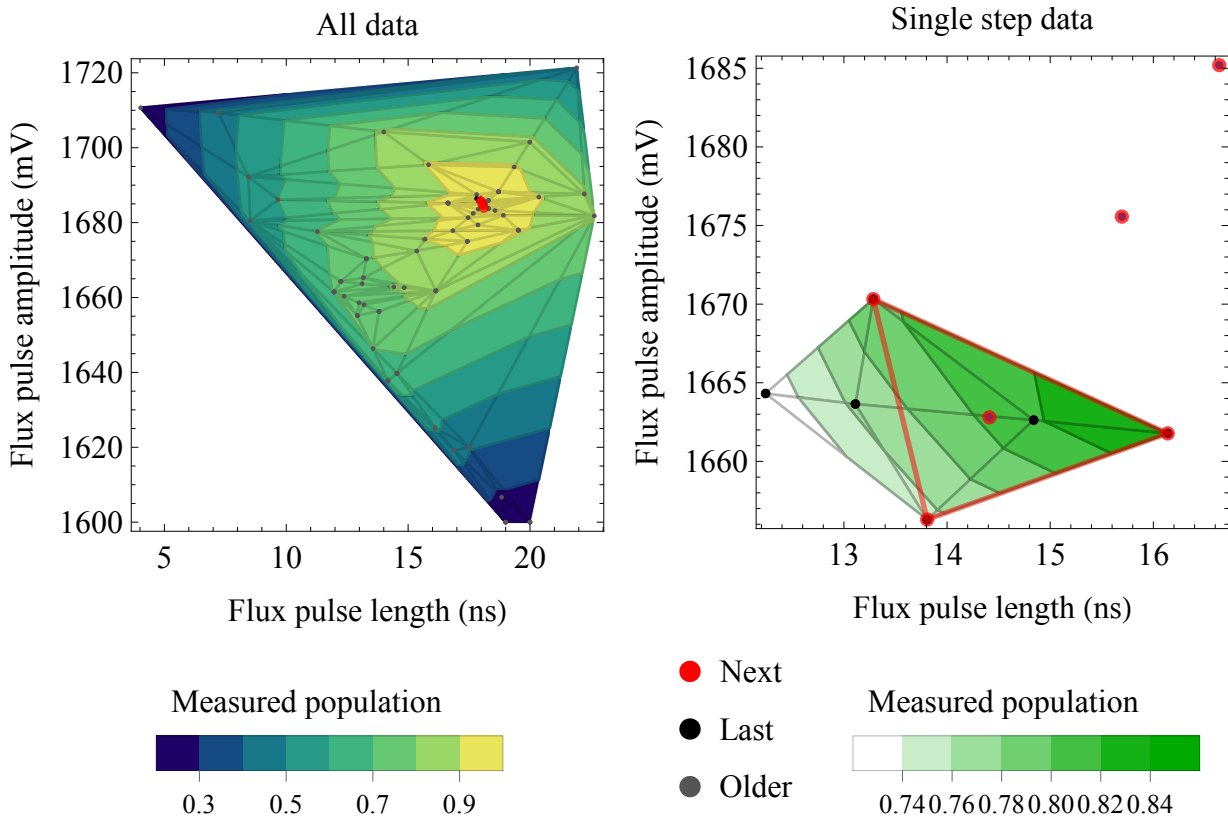 All data
Flux pulse amplitude (mV)
1720
1700
1680
1660
1640
1620
1600
5 10 15 20
Flux pulse length (ns)
Measured population
0.3 0.5 0.7 0.9
Single step data
Flux pulse amplitude (mV)
1685
1680
1675
1670
1665
1660
13 14 15 16
Flux pulse length (ns)
Next
Last
Older
Measured population
0.74 0.76 0.78 0.80 0.82 0.84